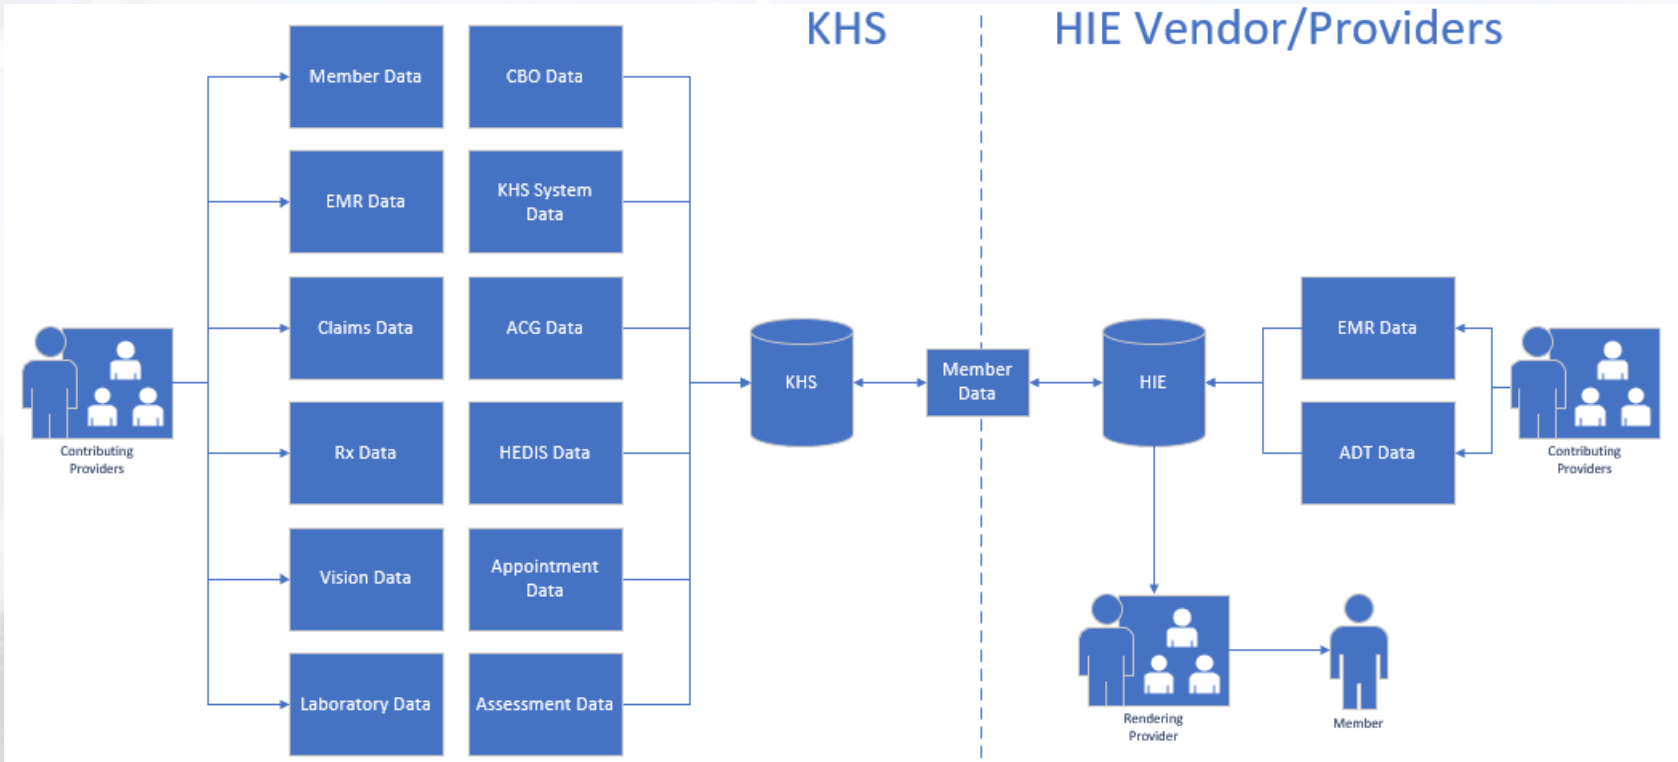 KHS
HIE Vendor/Providers
Member Data
CBO Data
EMR Data
KHS System
Data
Claims Data
ACG Data
Rx Data
HEDIS Data
Vision Data
Appointment
Data
Laboratory Data
Assessment Data
Contributing
Providers
KHS
Member
Data
HIE
EMR Data
ADT Data
Contributing
Providers
Rendering
Provider
Member